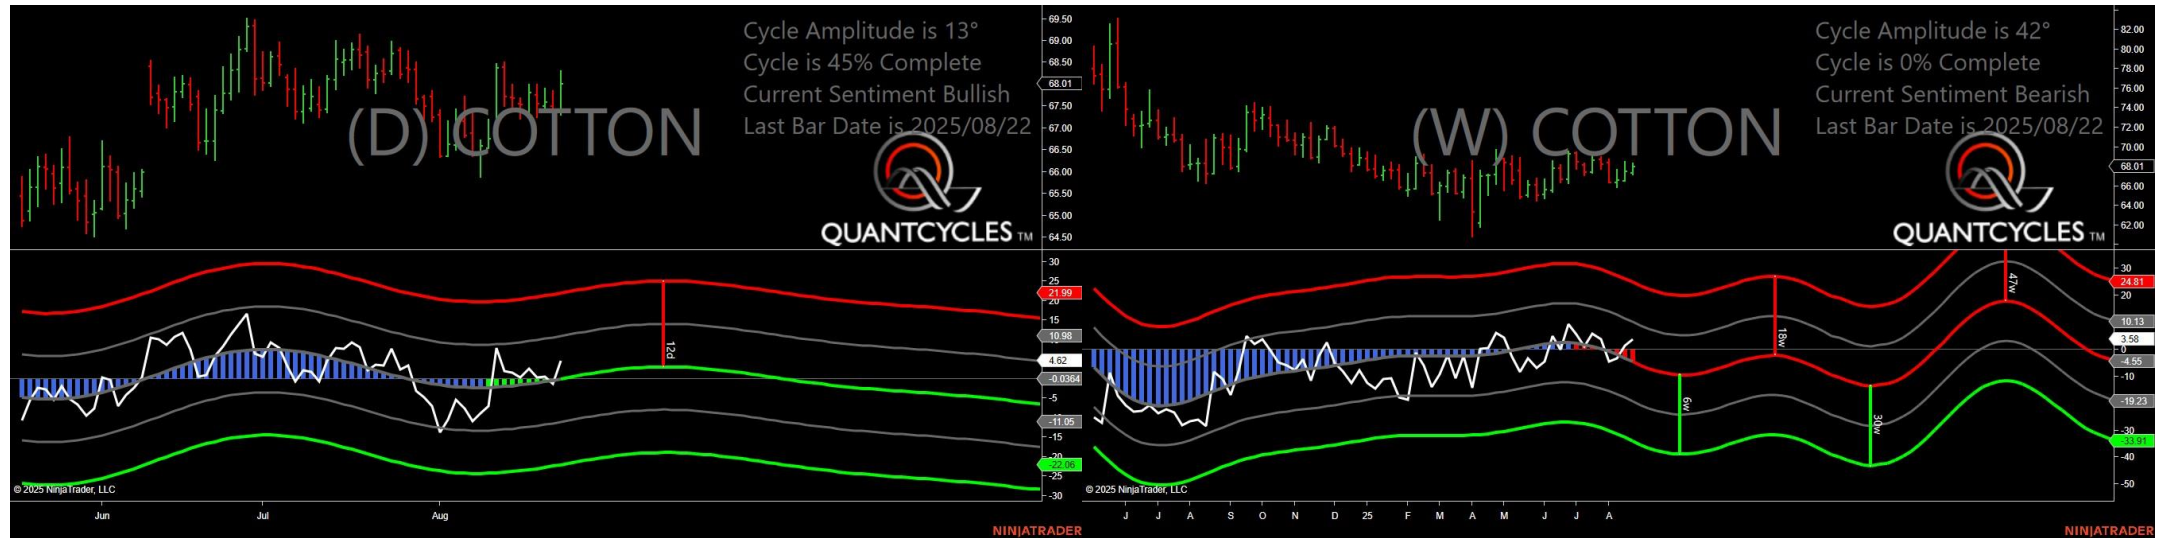 Cycle Amplitude is 13°
Cycle is 45% Complete
Current Sentiment Bullish
Last Bar Date is 2025/08/22
(D) COTTON
QUANTCYCLES TM
69.50
69.00
68.50
68.01
67.50
67.00
66.50
66.00
65.50
65.00
64.50
30
25
21.99
20
15
10.98
4.62
-0.0364
-5
-11.05
-15
-20
-22.06
-25
-30
12d
© 2025 NinjaTrader, LLC
Jun Jul Aug
NINJATRADER
Cycle Amplitude is 42°
Cycle is 0% Complete
Current Sentiment Bearish
Last Bar Date is 2025/08/22
(W) COTTON
QUANTCYCLES TM
82.00
80.00
78.00
76.00
74.00
72.00
70.00
68.01
66.00
64.00
62.00
30
24.81
20
10.13
3.58
0
-4.55
-10
-19.23
-30
-33.91
-40
-50
6w
18w
30w
47w
© 2025 NinjaTrader, LLC
J J A S O N D 25 F M A M J J A
NINJATRADER